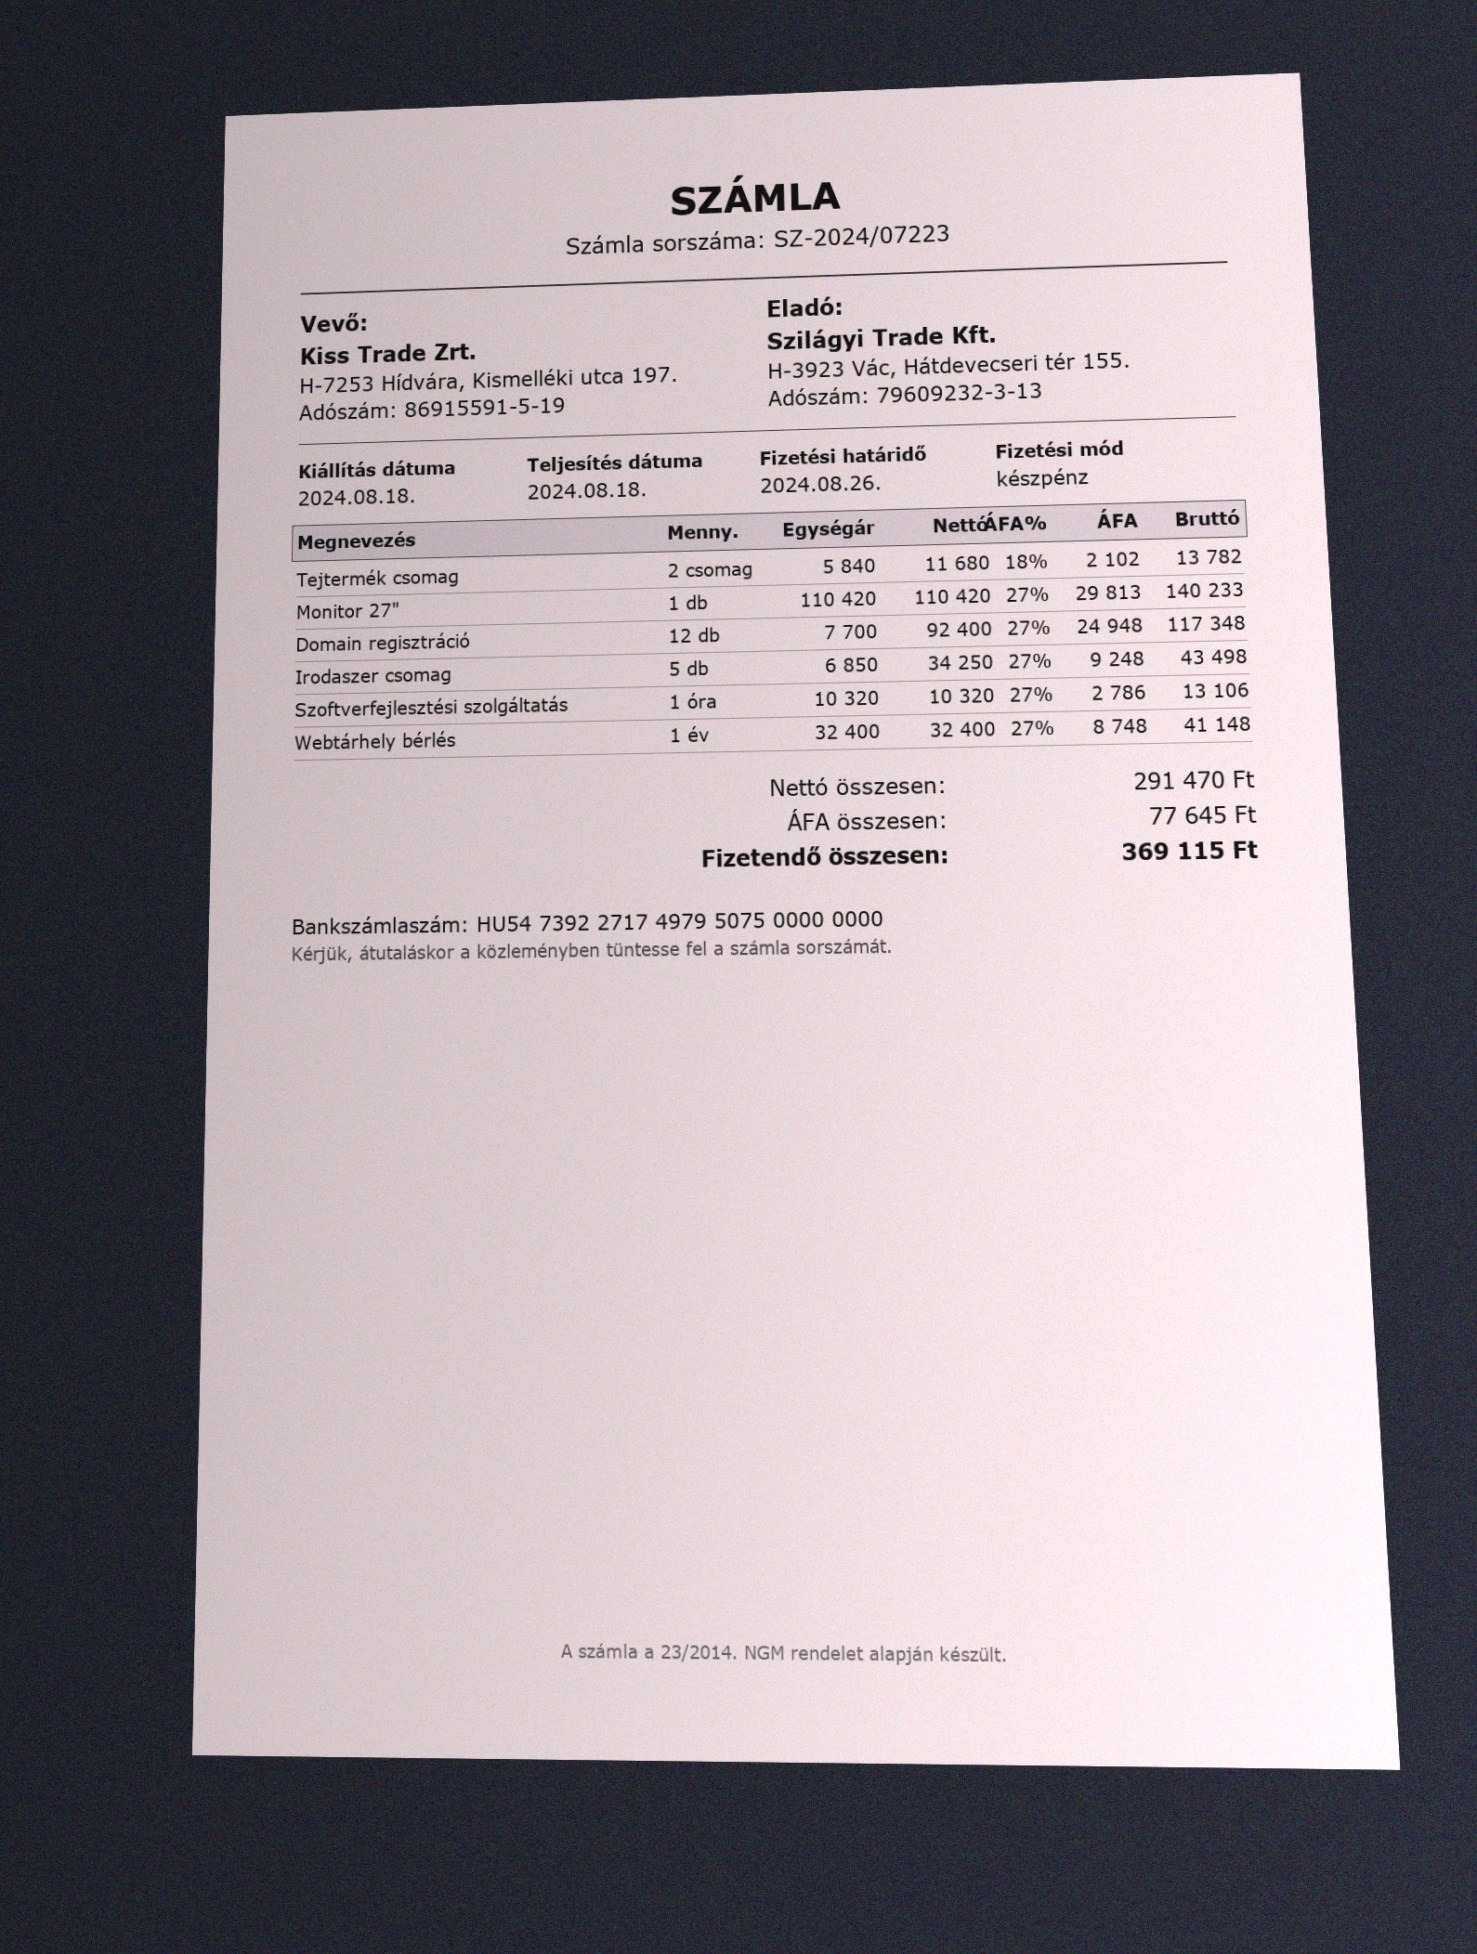 SZÁMLA
Számla sorszáma: SZ-2024/07223
Vevő:
Kiss Trade Zrt.
H-7253 Hídvára, Kismelléki utca 197.
Adószám: 86915591-5-19
Eladó:
Szilágyi Trade Kft.
H-3923 Vác, Hátdevecseri tér 155.
Adószám: 79609232-3-13
Kiállítás dátuma Teljesítés dátuma Fizetési határidő Fizetési mód
2024.08.18. 2024.08.18. 2024.08.26. készpénz
Megnevezés Menny. Egységár Nettó ÁFA% ÁFA Bruttó
Tejtermék csomag 2 csomag 5 840 11 680 18% 2 102 13 782
Monitor 27" 1 db 110 420 110 420 27% 29 813 140 233
Domain regisztráció 12 db 7 700 92 400 27% 24 948 117 348
Irodaszer csomag 5 db 6 850 34 250 27% 9 248 43 498
Szoftverfejlesztési szolgáltatás 1 óra 10 320 10 320 27% 2 786 13 106
Webtárhely bérlés 1 év 32 400 32 400 27% 8 748 41 148
Nettó összesen: 291 470 Ft
ÁFA összesen: 77 645 Ft
Fizetendő összesen: 369 115 Ft
Bankszámlaszám: HU54 7392 2717 4979 5075 0000 0000
Kérjük, átutaláskor a közleményben tüntesse fel a számla sorszámát.
A számla a 23/2014. NGM rendelet alapján készült.